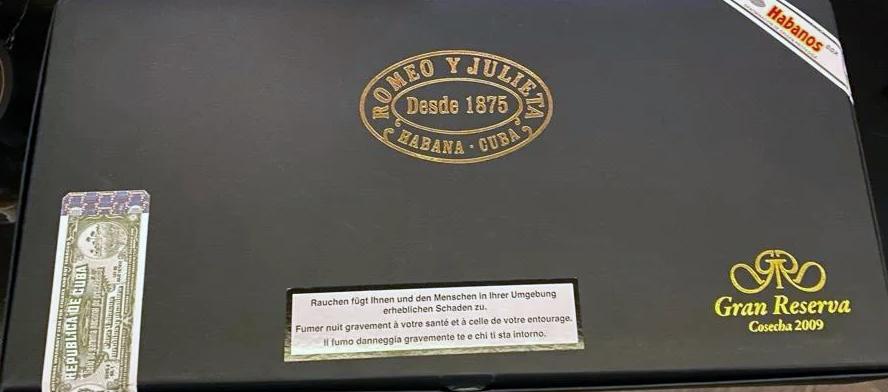 Habanos
ROMEO Y JULIETA
Desde 1875
HABANA · CUBA
REPUBLICA DE CUBA
Rauchen fügt Ihnen und den Menschen in Ihrer Umgebung
erheblichen Schaden zu.
Fumer nuit gravement à votre santé et à celle de votre entourage.
Il fumo danneggia gravemente te e chi ti sta intorno.
GR
Gran Reserva
Cosecha 2009